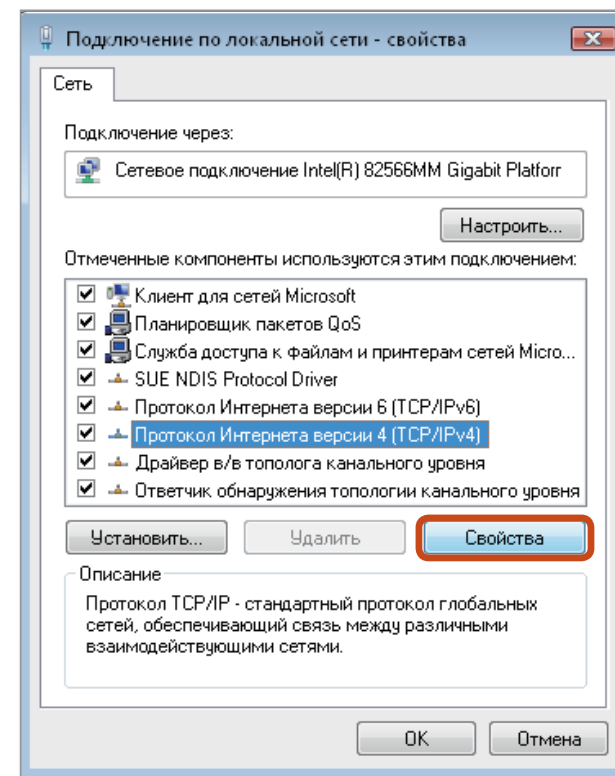 Подключение по локальной сети - свойства
Сеть
Подключение через:
Сетевое подключение Intel(R) 82566MM Gigabit Platforr
Настроить...
Отмеченные компоненты используются этим подключением:
Клиент для сетей Microsoft
Планировщик пакетов QoS
Служба доступа к файлам и принтерам сетей Micro...
SUE NDIS Protocol Driver
Протокол Интернета версии 6 (TCP/IPv6)
Протокол Интернета версии 4 (TCP/IPv4)
Драйвер в/в тополога канального уровня
Ответчик обнаружения топологии канального уровня
Установить... Удалить Свойства
Описание
Протокол TCP/IP - стандартный протокол глобальных
сетей, обеспечивающий связь между различными
взаимодействующими сетями.
OK Отмена